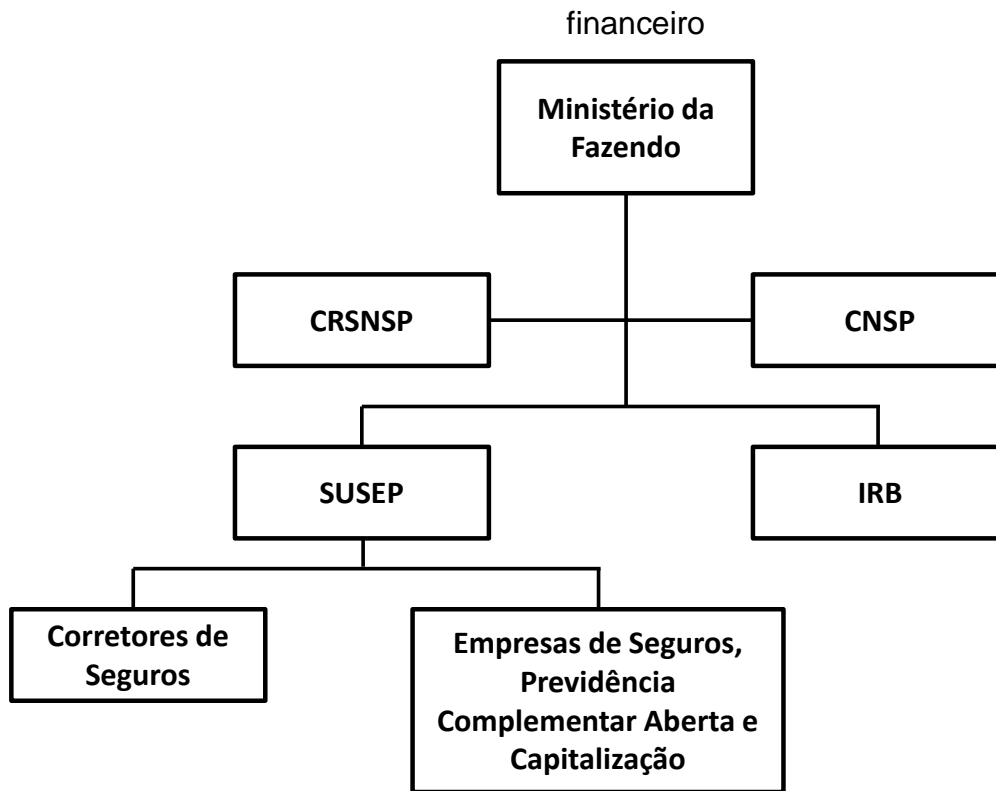 financeiro
Ministério da
Fazendo
CRSNSP
CNSP
SUSEP
IRB
Corretores de
Seguros
Empresas de Seguros,
Previdência
Complementar Aberta e
Capitalização